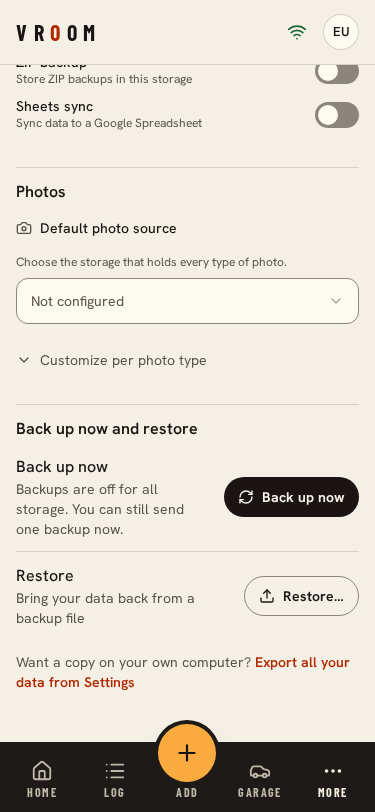 VROOM
EU
ZIP backup
Store ZIP backups in this storage
Sheets sync
Sync data to a Google Spreadsheet
Photos
Default photo source
Choose the storage that holds every type of photo.
Not configured
Customize per photo type
Back up now and restore
Back up now
Backups are off for all
storage. You can still send
one backup now.
Back up now
Restore
Bring your data back from a
backup file
Restore...
Want a copy on your own computer? Export all your
data from Settings
HOME
LOG
ADD
GARAGE
MORE